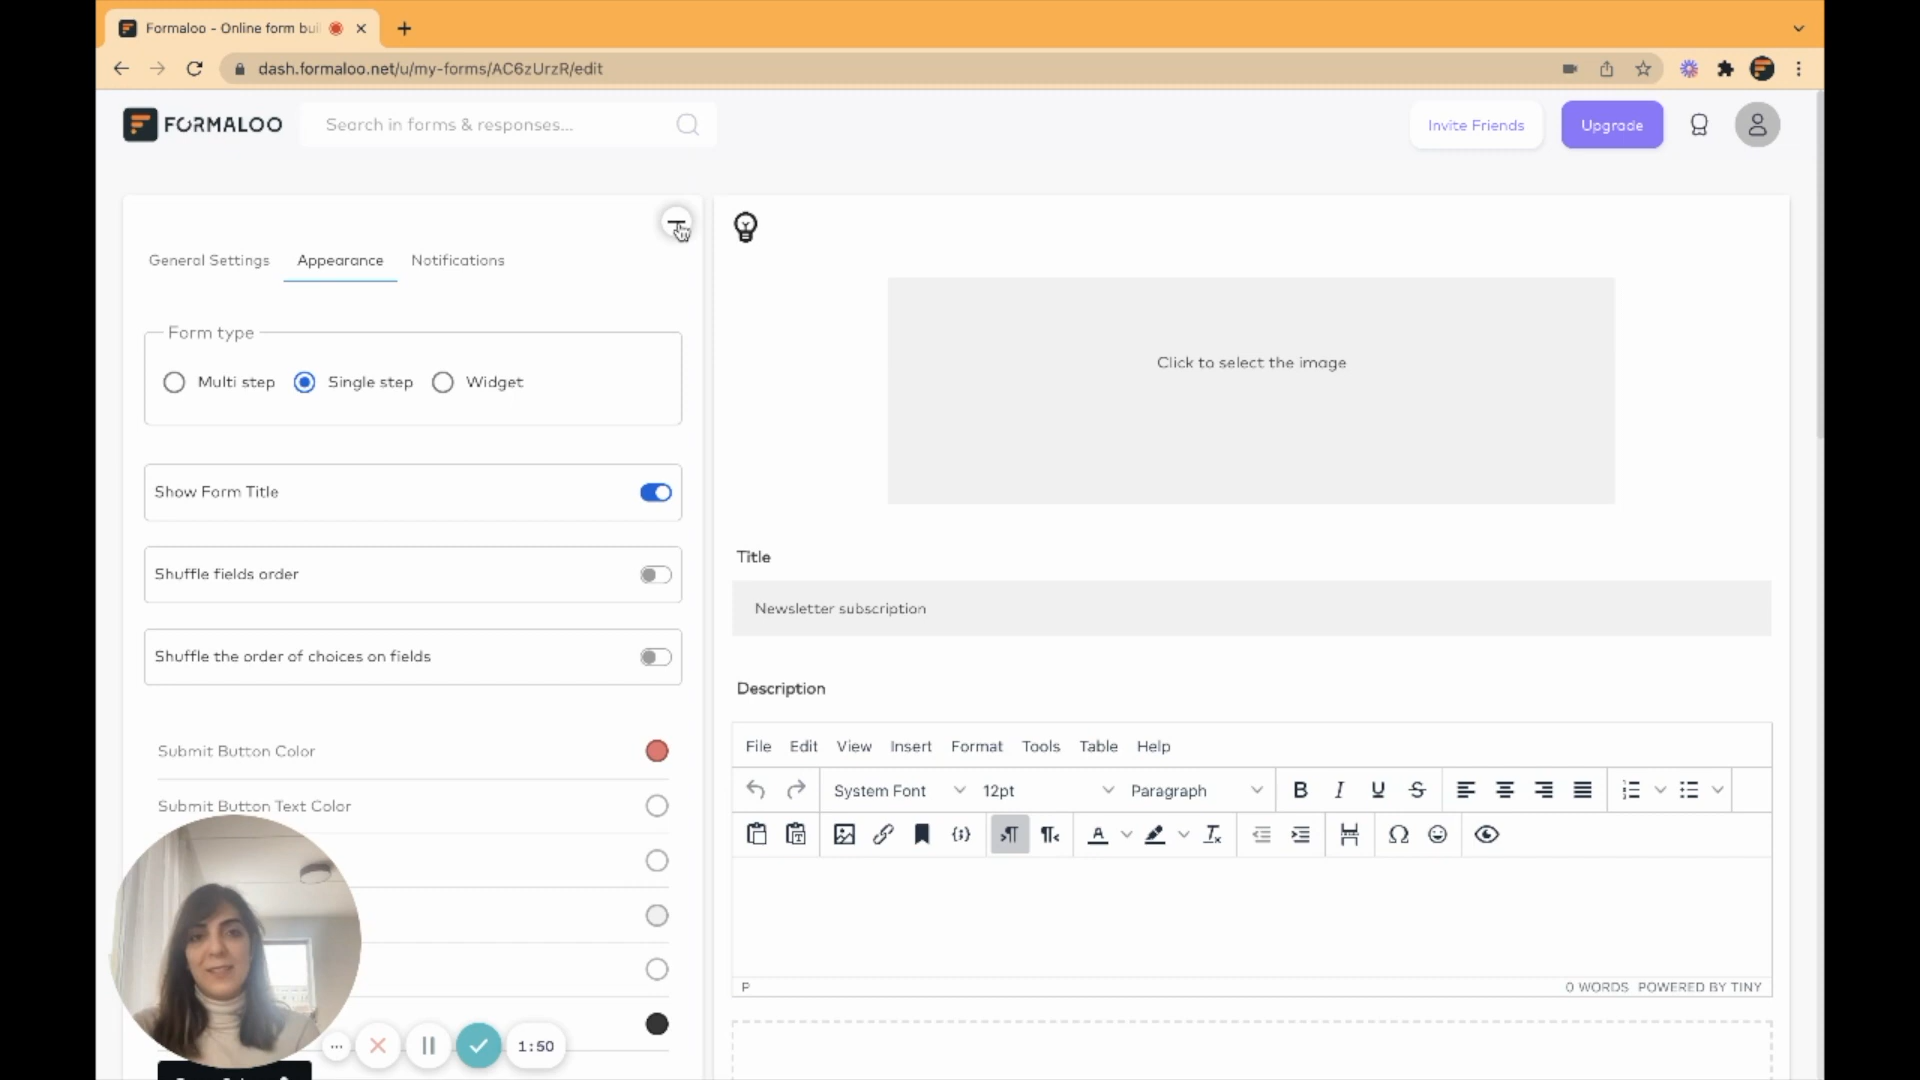 Formaloo - Online form bui
dash.formaloo.net/u/my-forms/AC6zUrzR/edit
FORMALOO
Search in forms & responses...
Invite Friends
Upgrade
General Settings
Appearance
Notifications
Form type
Multi step
Single step
Widget
Show Form Title
Shuffle fields order
Shuffle the order of choices on fields
Submit Button Color
Submit Button Text Color
1:50
Click to select the image
Title
Newsletter subscription
Description
File Edit View Insert Format Tools Table Help
System Font 12pt Paragraph
P
0 WORDS POWERED BY TINY